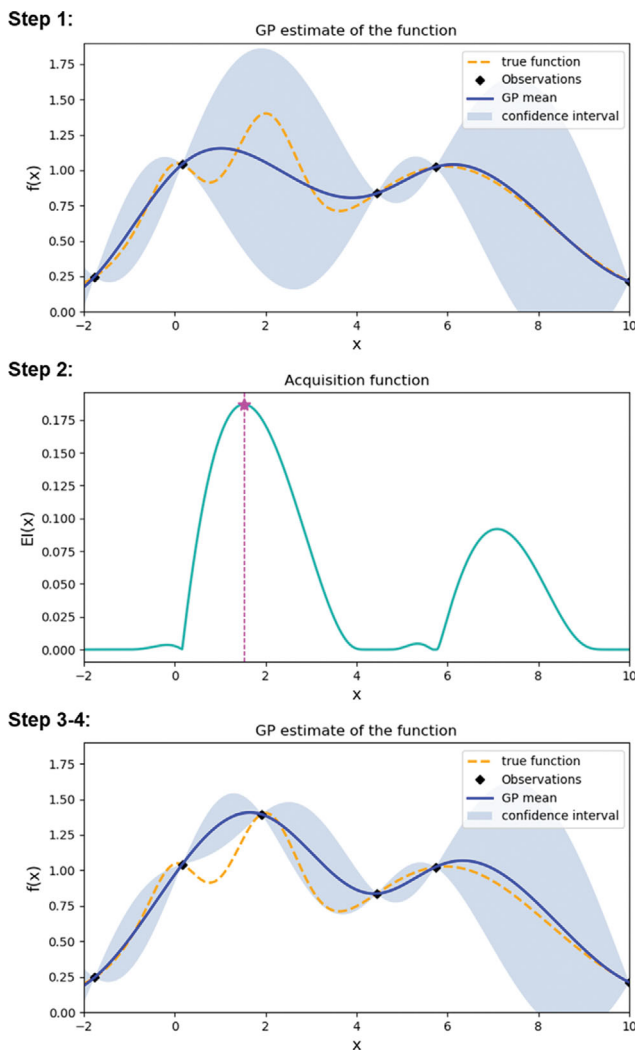 Step 1:
GP estimate of the function
true function
Observations
GP mean
confidence interval
1.75
1.50
1.25
1.00
0.75
0.50
0.25
0.00
f(x)
-2 0 2 4 6 8 10
x
Step 2:
Acquisition function
0.175
0.150
0.125
0.100
0.075
0.050
0.025
0.000
EI(x)
-2 0 2 4 6 8 10
x
Step 3-4:
GP estimate of the function
true function
Observations
GP mean
confidence interval
1.75
1.50
1.25
1.00
0.75
0.50
0.25
0.00
f(x)
-2 0 2 4 6 8 10
x